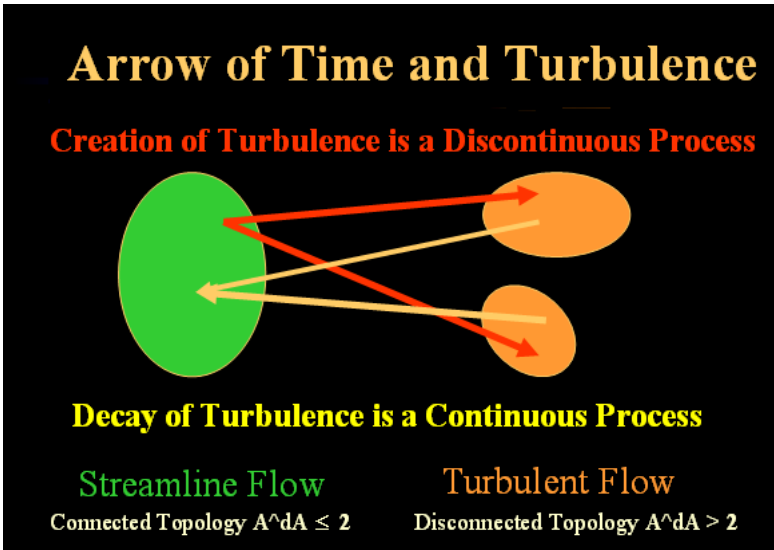 Arrow of Time and Turbulence
Creation of Turbulence is a Discontinuous Process
Decay of Turbulence is a Continuous Process
Streamline Flow
Turbulent Flow
Connected Topology A^dA ≤ 2
Disconnected Topology A^dA > 2